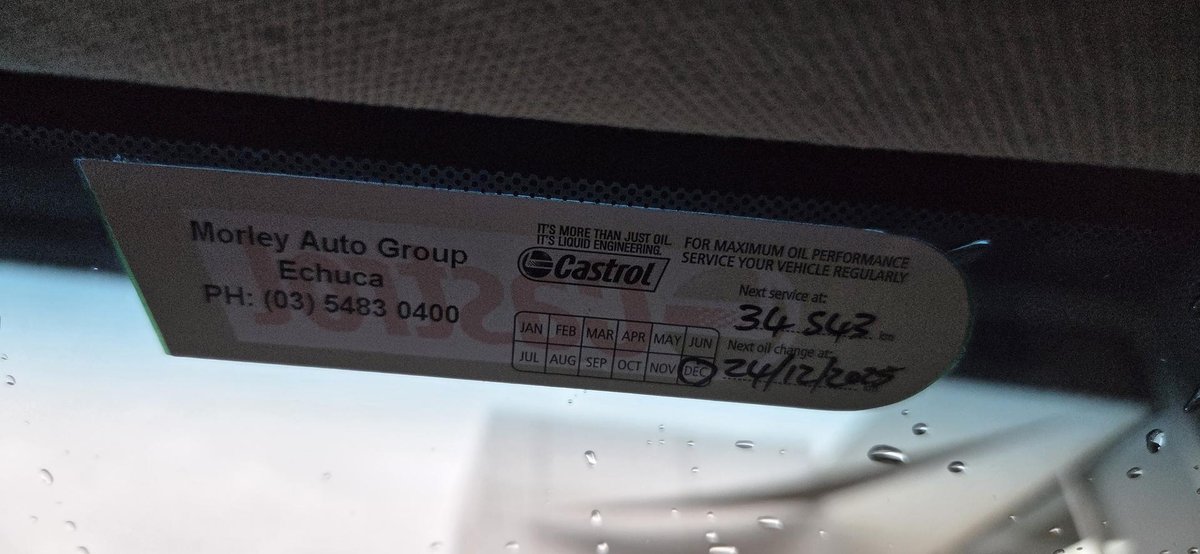 Morley Auto Group
Echuca
PH: (03) 5483 0400
IT'S MORE THAN JUST OIL.
IT'S LIQUID ENGINEERING.
Castrol
JAN FEB MAR APR MAY JUN
JUL AUG SEP OCT NOV DEC
FOR MAXIMUM OIL PERFORMANCE
SERVICE YOUR VEHICLE REGULARLY
Next service at:
34 543 km
Next oil change at:
24/12/2025
Castrol